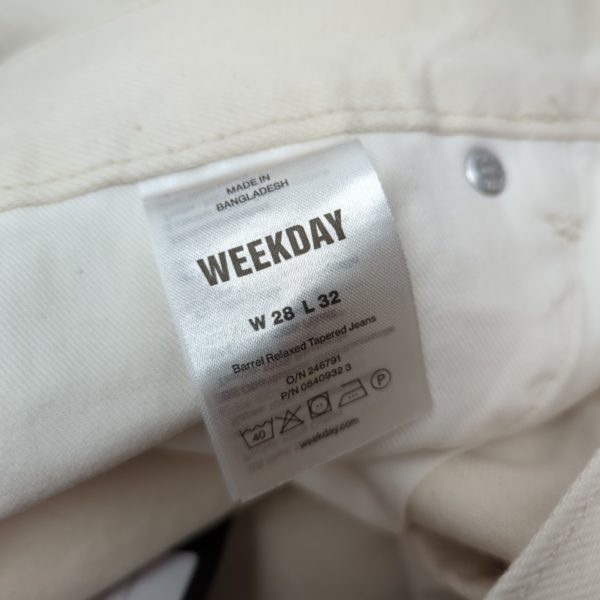 MADE IN
BANGLADESH
WEEKDAY
W 28 L 32
Barrel Relaxed Tapered Jeans
O/N 246791
P/N 0840932 3
40
P
weekday.com